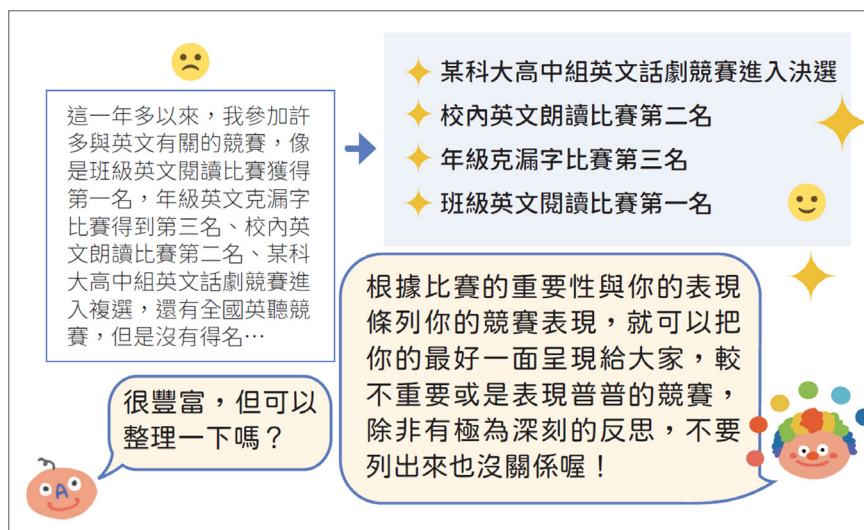 這一年多以來，我參加許
多與英文有關的競賽，像
是班級英文閱讀比賽獲得
第一名，年級英文克漏字
比賽得到第三名、校內英
文朗讀比賽第二名、某科
大高中組英文話劇競賽進
入複選，還有全國英聽競
賽，但是沒有得名…
某科大高中組英文話劇競賽進入決選
校內英文朗讀比賽第二名
年級克漏字比賽第三名
班級英文閱讀比賽第一名
很豐富，但可以
整理一下嗎？
A
根據比賽的重要性與你的表現
條列你的競賽表現，就可以把
你的最好一面呈現給大家，較
不重要或是表現普普的競賽，
除非有極為深刻的反思，不要
列出來也沒關係喔！